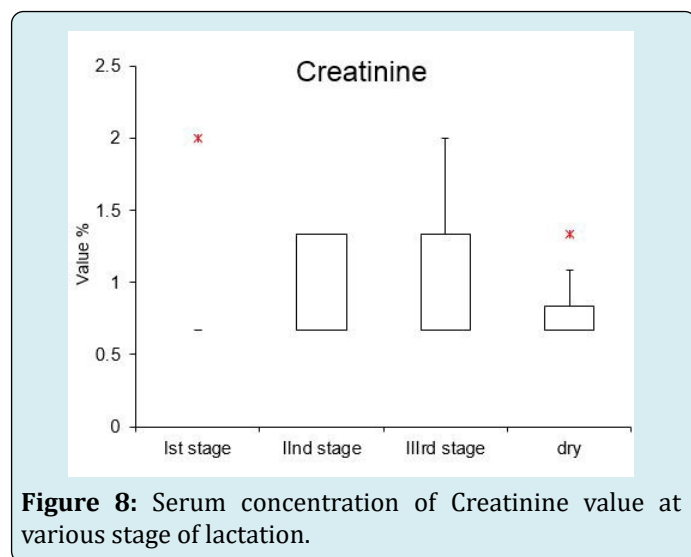 Creatinine
Value %
2.5
2
1.5
1
0.5
0
Ist stage IInd stage IIIrd stage dry
Figure 8: Serum concentration of Creatinine value at
various stage of lactation.